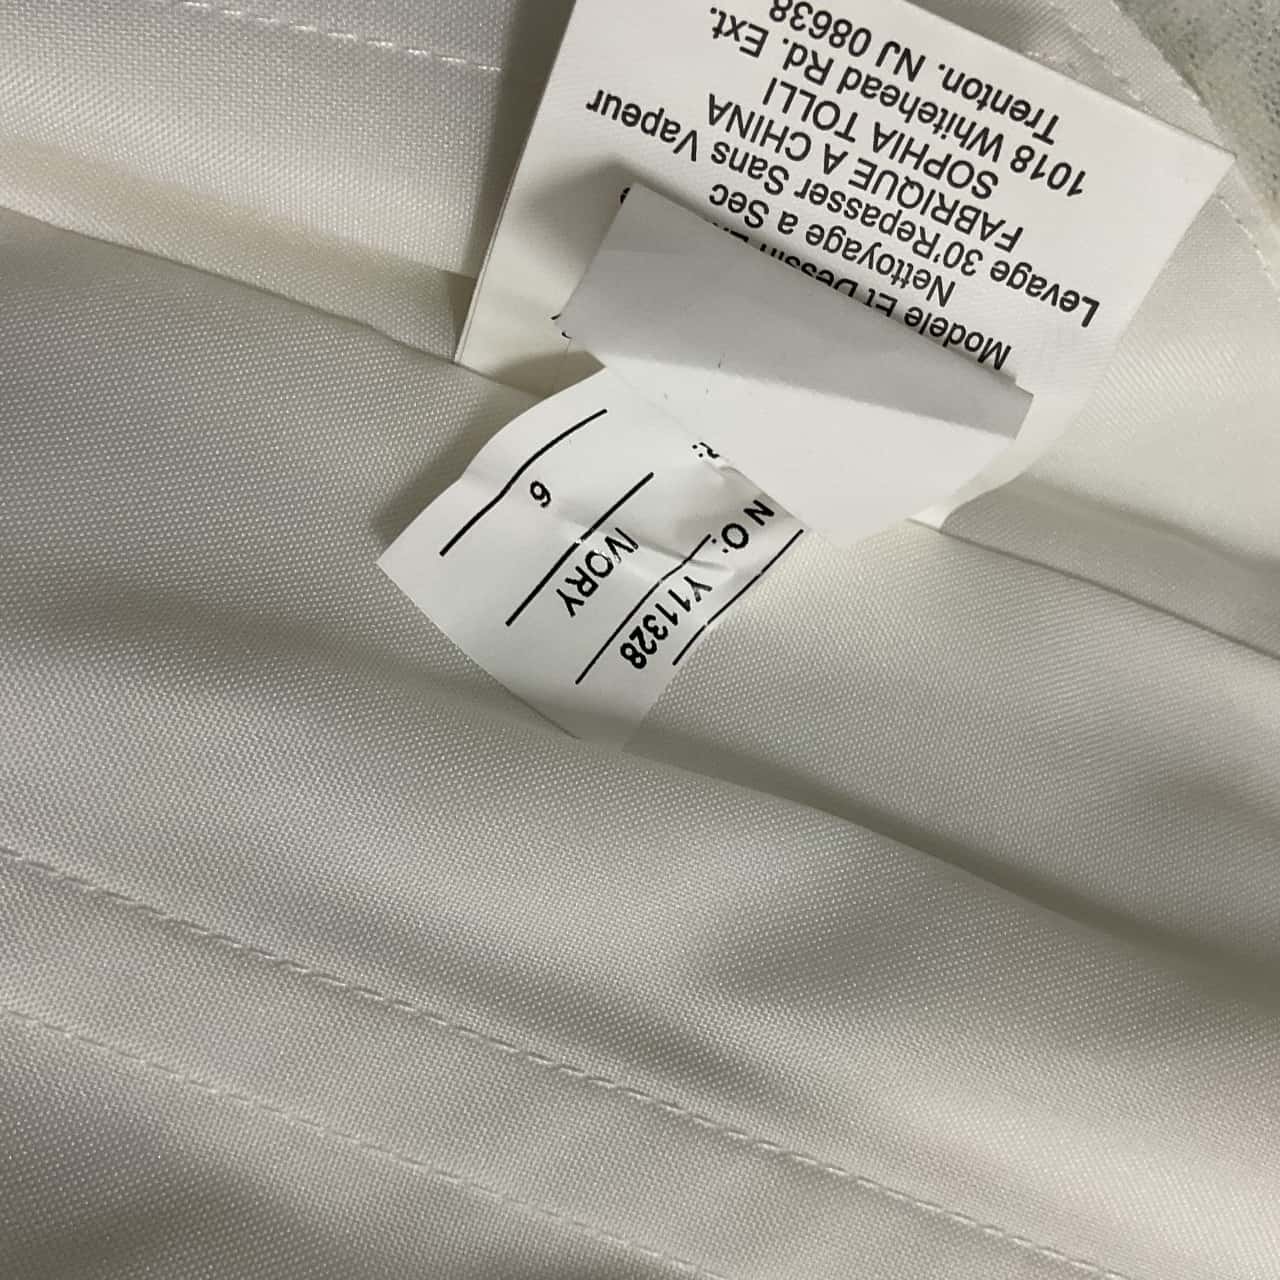 Modele Et Dessin
Nettoyage a Sec
Levage 30'Repasser Sans Vapeur
FABRIQUE A CHINA
SOPHIA TOLLI
1018 Whitehead Rd. Ext.
Trenton. NJ 08638
NO: Y11328
IVORY
6